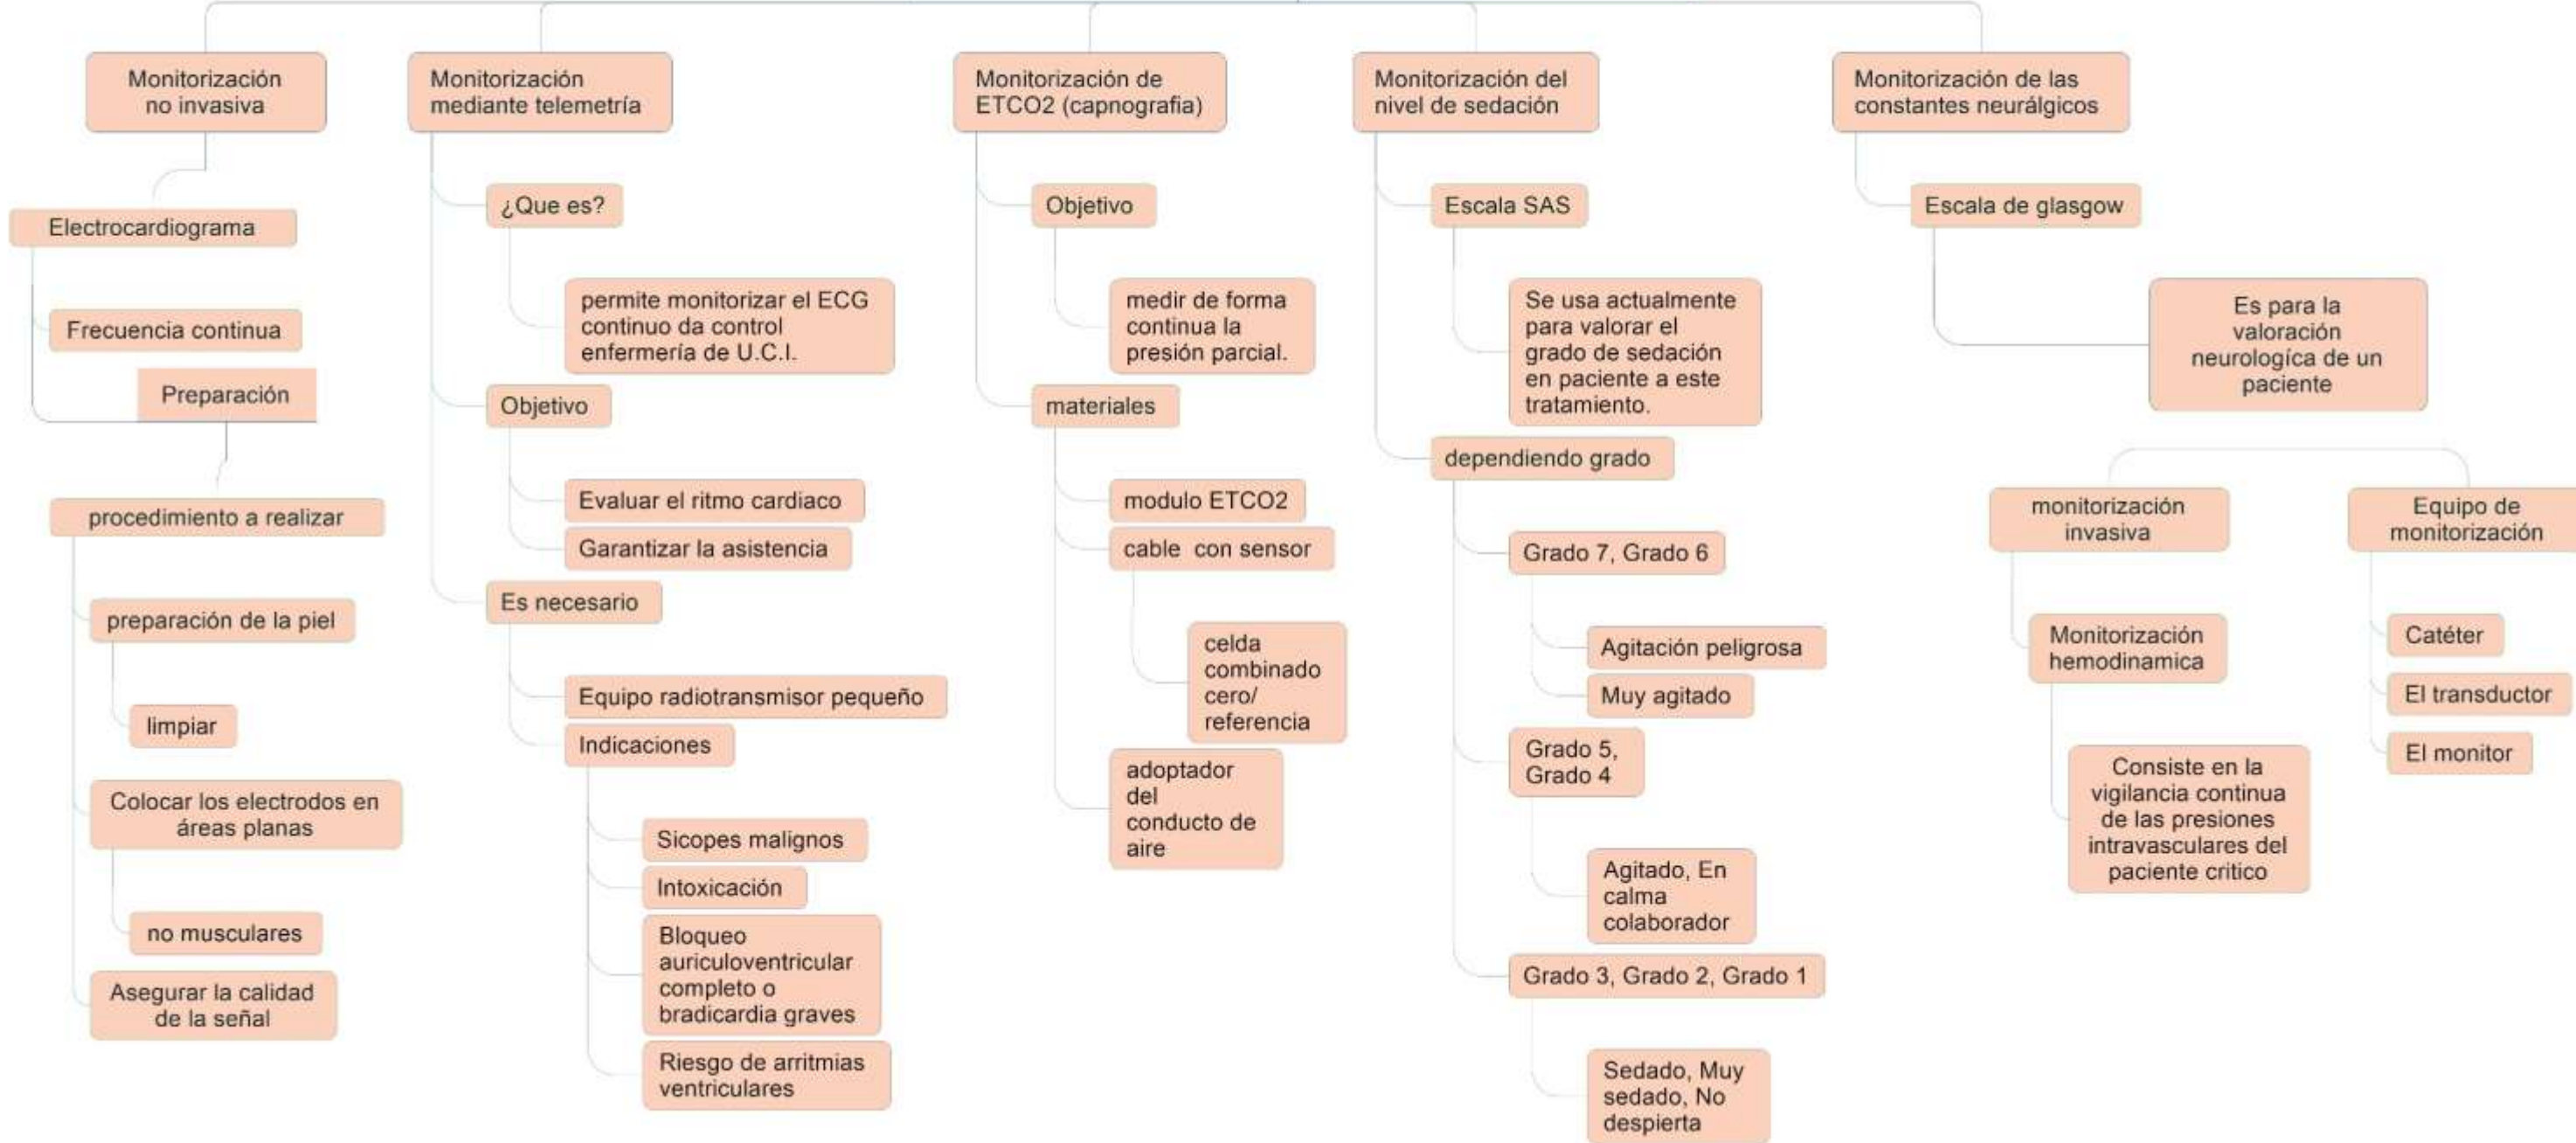 Monitorización
no invasiva
Electrocardiograma
Frecuencia continua
Preparación
procedimiento a realizar
preparación de la piel
limpiar
Colocar los electrodos en
áreas planas
no musculares
Asegurar la calidad
de la señal
Monitorización
mediante telemetría
¿Que es?
permite monitorizar el ECG
continuo da control
enfermería de U.C.I.
Objetivo
Evaluar el ritmo cardiaco
Garantizar la asistencia
Es necesario
Equipo radiotransmisor pequeño
Indicaciones
Sicopes malignos
Intoxicación
Bloqueo
auriculoventricular
completo o
bradicardia graves
Riesgo de arritmias
ventriculares
Monitorización de
ETCO2 (capnografia)
Objetivo
medir de forma
continua la
presión parcial.
materiales
modulo ETCO2
cable con sensor
celda
combinado
cero/
referencia
adoptador
del
conducto de
aire
Monitorización del
nivel de sedación
Escala SAS
Se usa actualmente
para valorar el
grado de sedación
en paciente a este
tratamiento.
dependiendo grado
Grado 7, Grado 6
Agitación peligrosa
Muy agitado
Grado 5,
Grado 4
Agitado, En
calma
colaborador
Grado 3, Grado 2, Grado 1
Sedado, Muy
sedado, No
despierta
Monitorización de las
constantes neurálgicos
Escala de glasgow
Es para la
valoración
neurologíca de un
paciente
monitorización
invasiva
Monitorización
hemodinamica
Consiste en la
vigilancia continua
de las presiones
intravasculares del
paciente critico
Equipo de
monitorización
Catéter
El transductor
El monitor